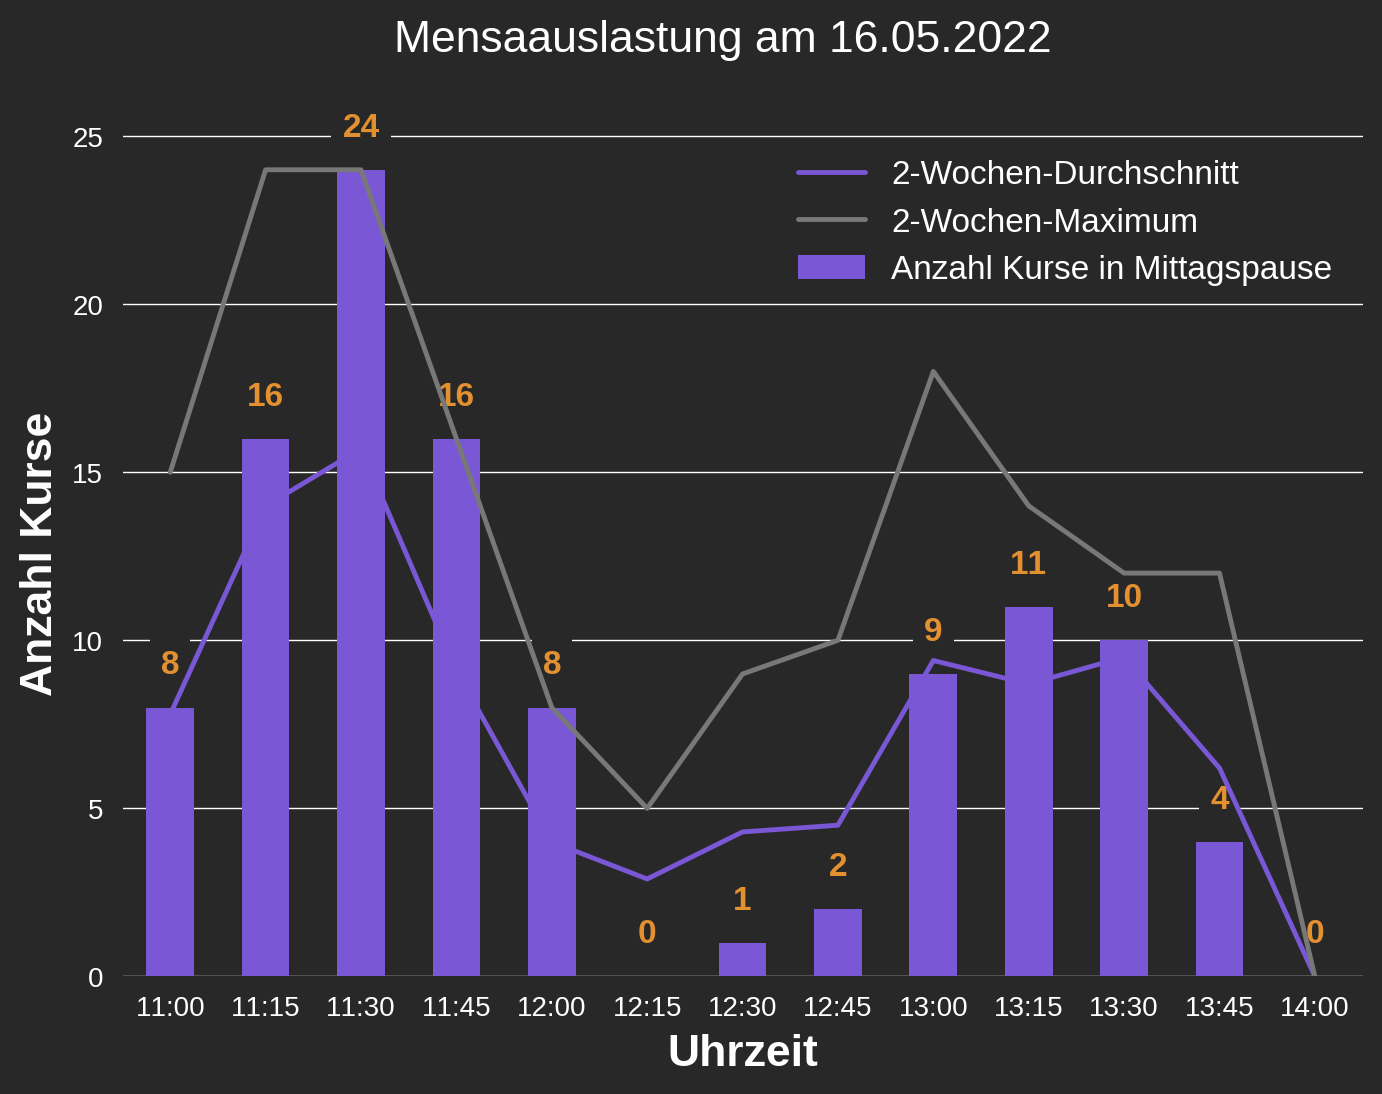 Mensaauslastung am 16.05.2022
2-Wochen-Durchschnitt
2-Wochen-Maximum
Anzahl Kurse in Mittagspause
Anzahl Kurse
25
20
15
10
5
0
24
16
16
8
8
0
1
2
9
11
10
4
0
11:00 11:15 11:30 11:45 12:00 12:15 12:30 12:45 13:00 13:15 13:30 13:45 14:00
Uhrzeit